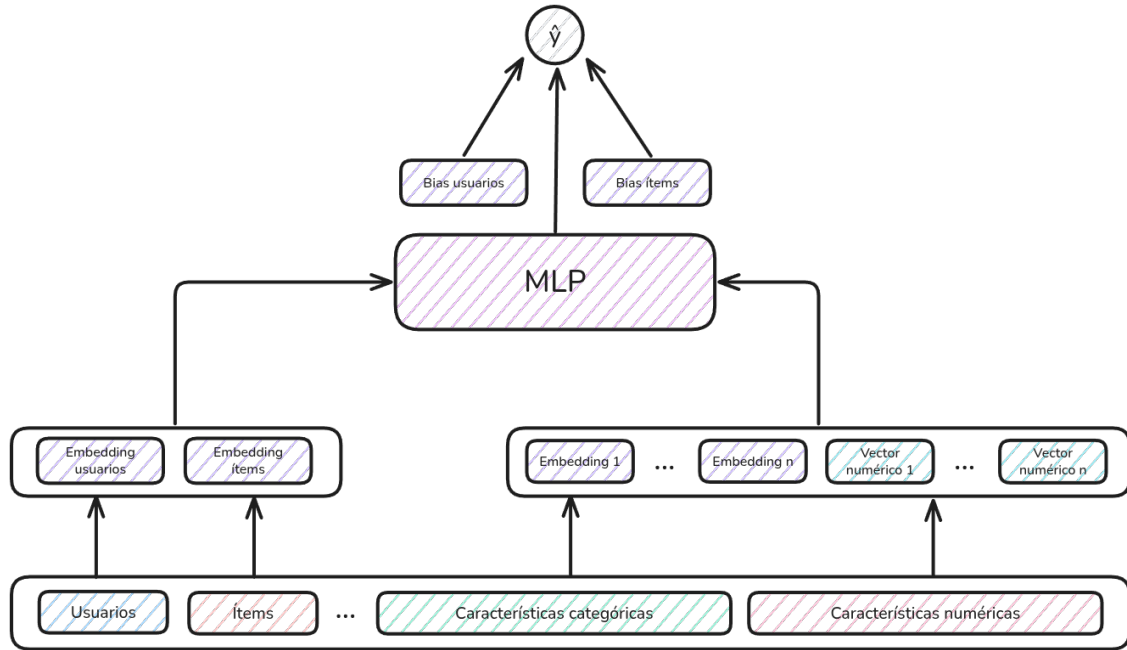 ŷ
Bias usuarios
Bias ítems
MLP
Embedding
usuarios
Embedding
ítems
Embedding 1
...
Embedding n
Vector
numérico 1
...
Vector
numérico n
Usuarios
Ítems
...
Características categóricas
Características numéricas